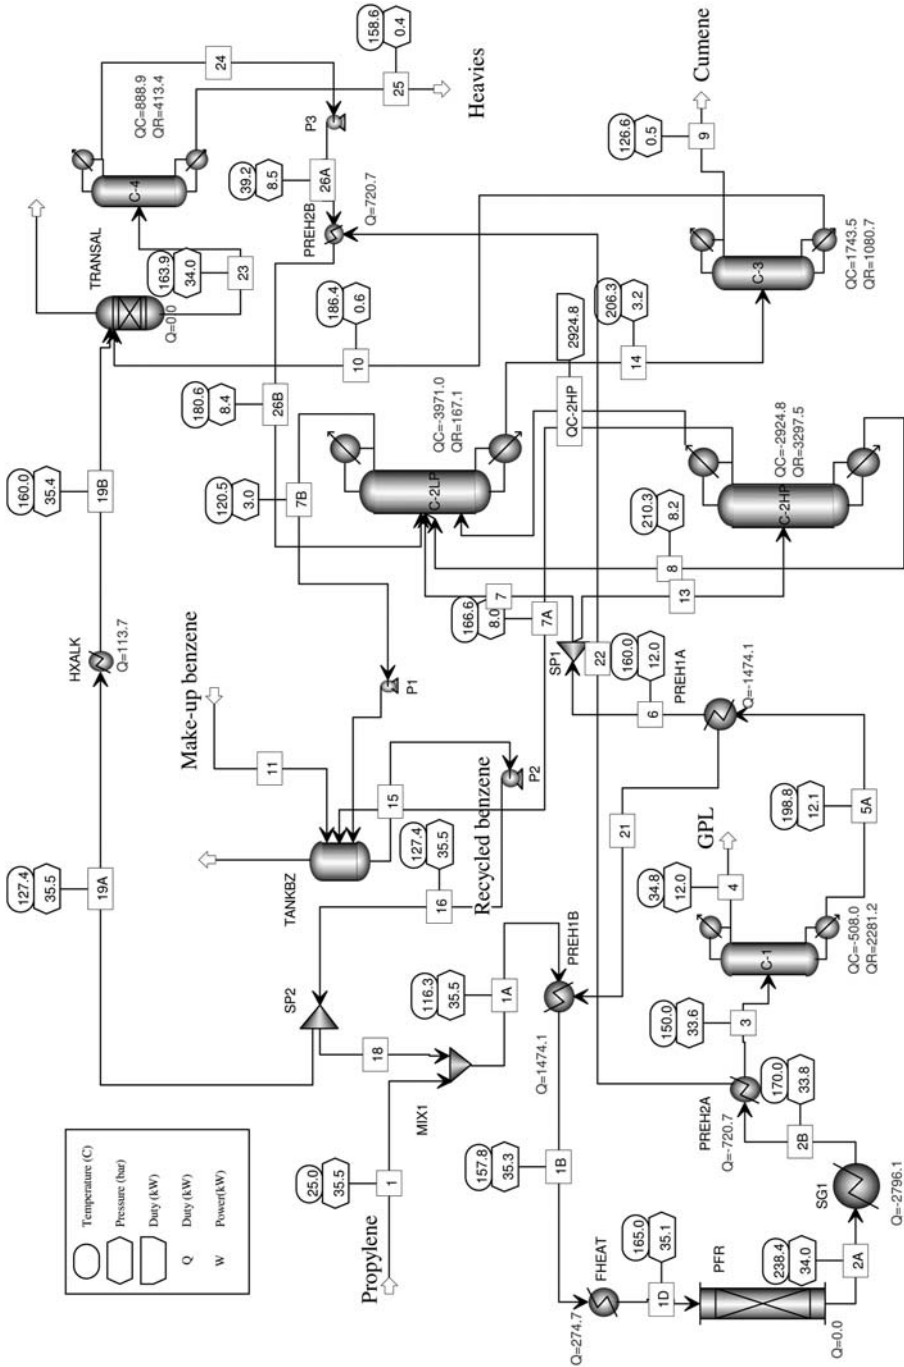 Temperature (C)
Pressure (bar)
Duty (kW)
Q Duty (kW)
W Power(kW)
Propylene
25.0
35.5
1
MIX1
18
SP2
127.4
35.5
19A
HXALK
Q=113.7
160.0
35.4
19B
TRANSAL
Q=0.0
163.9
34.0
23
C-4
QC=888.9
QR=413.4
24
158.6
0.4
25
Heavies
P3
39.2
8.5
26A
PREH2B
Q=720.7
180.6
8.4
26B
186.4
0.6
10
Make-up benzene
11
TANKBZ
15
127.4
35.5
16
Recycled benzene
P2
P1
120.5
3.0
7B
C-2LP
QC=-3971.0
QR=167.1
2924.8
QC-2HP
206.3
3.2
14
C-3
QC=1743.5
QR=1080.7
126.6
0.5
9
Cumene
116.3
35.5
1A
PREH1B
Q=1474.1
157.8
35.3
1B
FHEAT
Q=274.7
165.0
35.1
1D
PFR
Q=0.0
238.4
34.0
2A
SG1
Q=-2796.1
170.0
33.8
2B
PREH2A
Q=-720.7
150.0
33.6
3
C-1
QC=-508.0
QR=2281.2
34.8
12.0
4
GPL
198.8
12.1
5A
21
PREH1A
Q=-1474.1
160.0
12.0
6
22
SP1
7
166.6
8.0
7A
13
210.3
8.2
8
C-2HP
QC=-2924.8
QR=3297.5